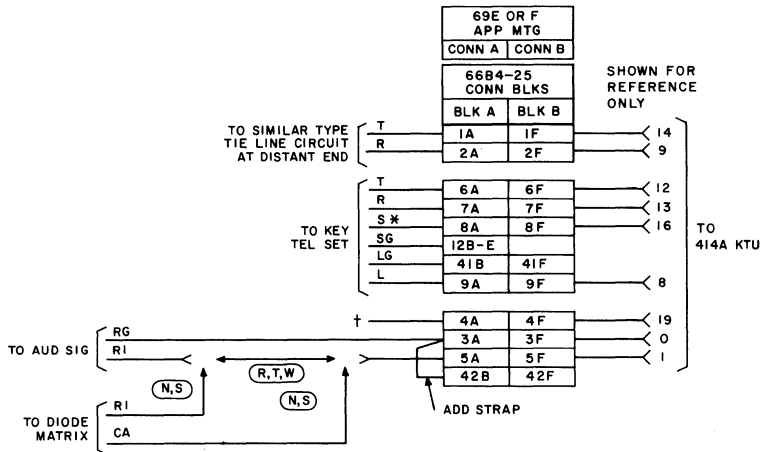 69E OR F
APP MTG
CONN A CONN B
66B4-25
CONN BLKS
BLK A BLK B
SHOWN FOR
REFERENCE
ONLY
TO SIMILAR TYPE
TIE LINE CIRCUIT
AT DISTANT END
T 1A 1F 14
R 2A 2F 9
TO KEY
TEL SET
T 6A 6F 12
R 7A 7F 13
S * 8A 8F 16
SG 12B-E
LG 41B 41F
L 9A 9F 8
TO
414A KTU
† 4A 4F 19
RG 3A 3F 0
TO AUD SIG
R1 5A 5F 1
42B 42F
R,T,W
N,S
N,S
ADD STRAP
TO DIODE
MATRIX
R1
CA